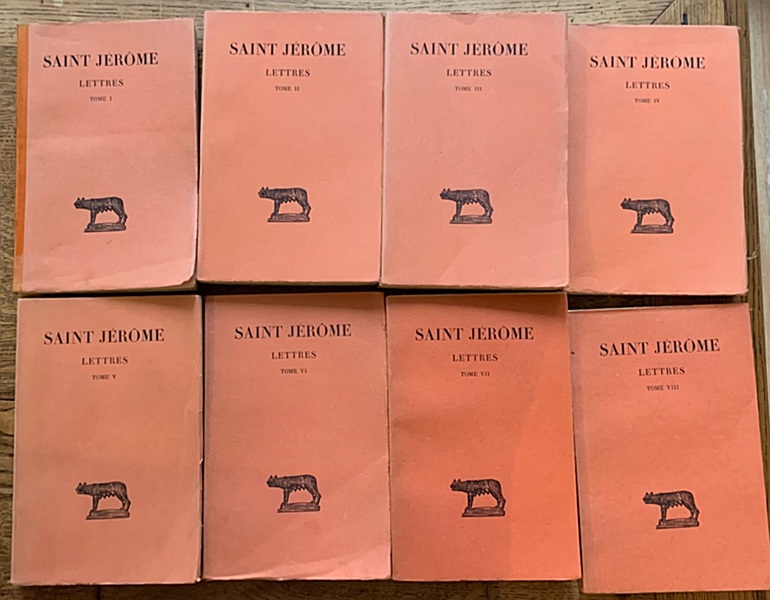 SAINT JÉRÔME
LETTRES
TOME I
SAINT JÉRÔME
LETTRES
TOME II
SAINT JÉRÔME
LETTRES
TOME III
SAINT JÉRÔME
LETTRES
TOME IV
SAINT JÉRÔME
LETTRES
TOME V
SAINT JÉRÔME
LETTRES
TOME VI
SAINT JÉRÔME
LETTRES
TOME VII
SAINT JÉRÔME
LETTRES
TOME VIII